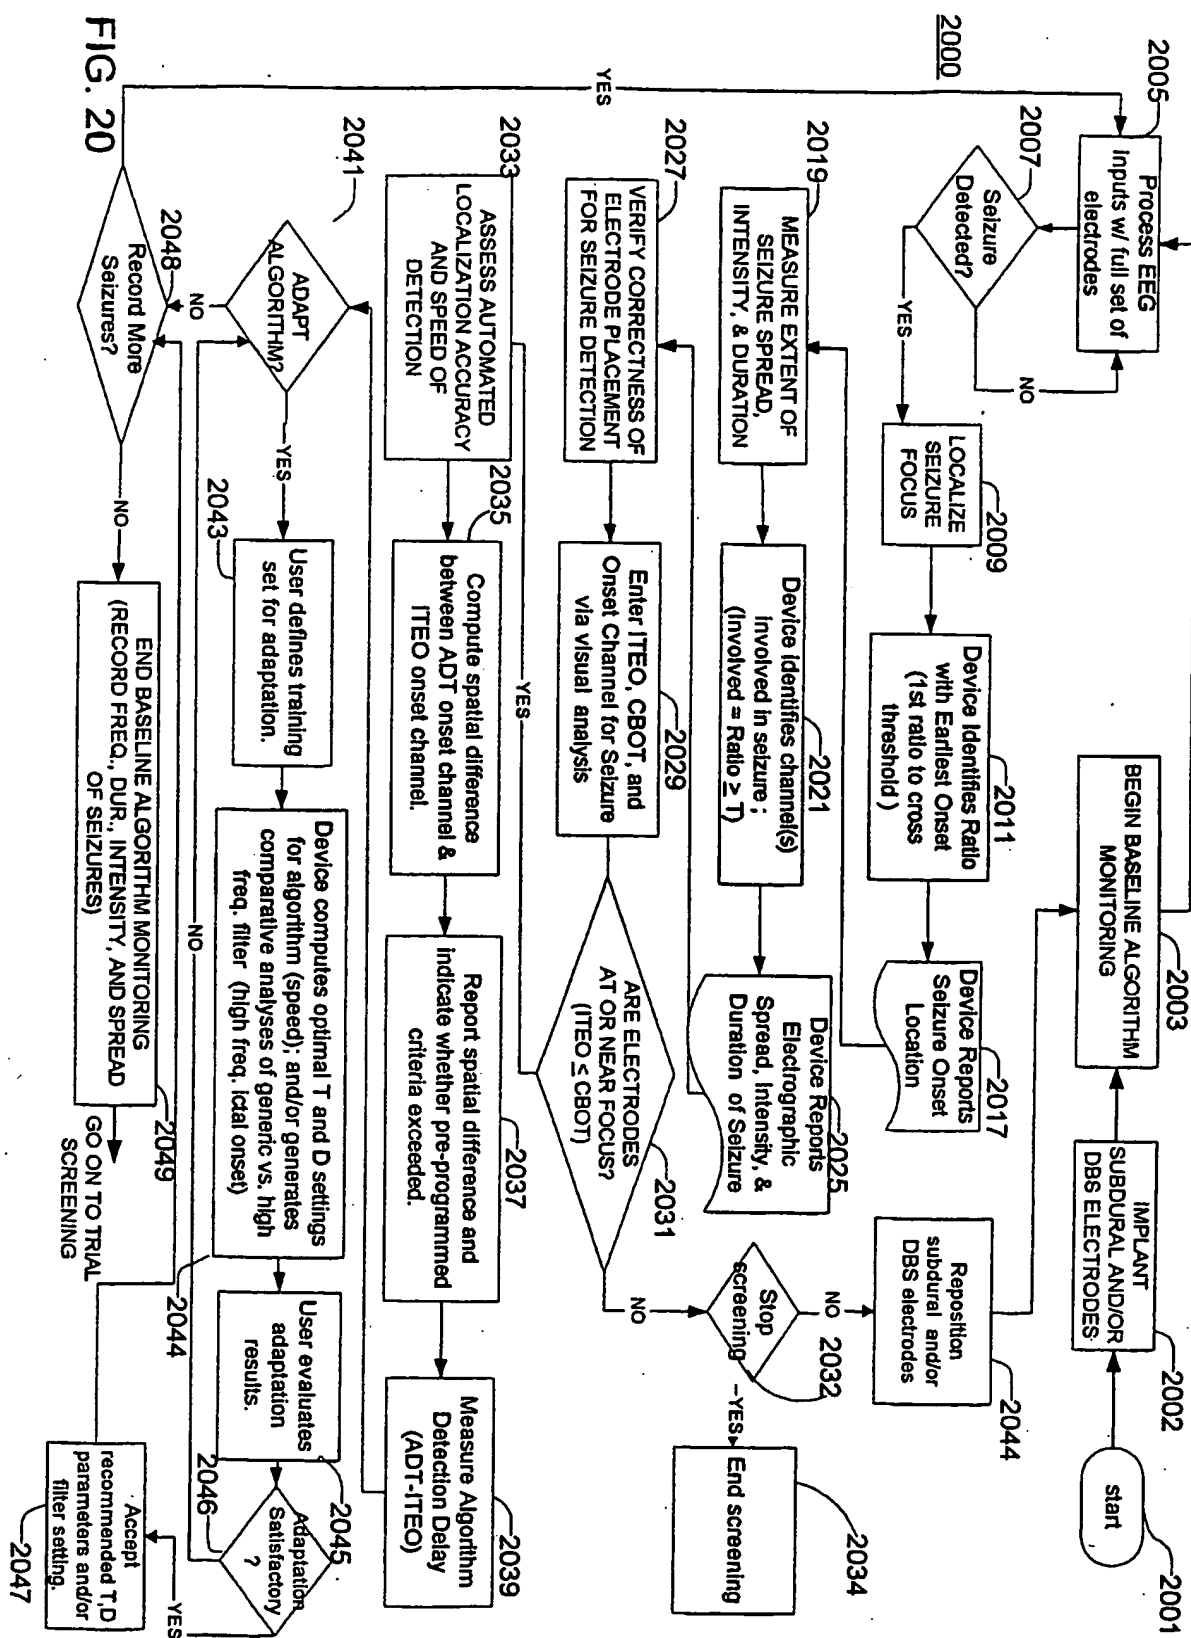 2000
start
2001
IMPLANT
SUBDURAL AND/OR
DBS ELECTRODES
2002
BEGIN BASELINE ALGORITHM
MONITORING
2003
2005
Process EEG
inputs w/ full set of
electrodes
2007
Seizure
Detected?
NO
YES
LOCALIZE
SEIZURE
FOCUS
2009
Device Identifies Ratio
with Earliest Onset
(1st ratio to cross
threshold )
2011
Device Reports
Seizure Onset
Location
2017
2019
MEASURE EXTENT OF
SEIZURE SPREAD,
INTENSITY, & DURATION
Device identifies channel(s)
involved in seizure ;
(Involved = Ratio ≥ T)
2021
Device Reports
Electrographic
Spread, Intensity, &
Duration of Seizure
2025
2027
VERIFY CORRECTNESS OF
ELECTRODE PLACEMENT
FOR SEIZURE DETECTION
Enter ITEO, CBOT, and
Onset Channel for Seizure
via visual analysis
2029
ARE ELECTRODES
AT OR NEAR FOCUS?
(ITEO ≤ CBOT)
2031
NO
Stop
screening
2032
NO
Reposition
subdural and/or
DBS electrodes
2044
YES
End screening
2034
YES
2033
ASSESS AUTOMATED
LOCALIZATION ACCURACY
AND SPEED OF
DETECTION
2035
Compute spatial difference
between ADT onset channel &
ITEO onset channel.
Report spatial difference and
indicate whether pre-programmed
criteria exceeded.
2037
Measure Algorithm
Detection Delay
(ADT-ITEO)
2039
2041
ADAPT
ALGORITHM?
YES
NO
User defines training
set for adaptation.
2043
Device computes optimal T and D settings
for algorithm (speed); and/or generates
comparative analyses of generic vs. high
freq. filter (high freq. ictal onset)
2044
User evaluates
adaptation
results.
2045
Adaptation
Satisfactory
?
2046
NO
YES
Accept
recommended T,D
parameters and/or
filter setting.
2047
2048
Record More
Seizures?
YES
NO
END BASELINE ALGORITHM MONITORING
(RECORD FREQ., DUR., INTENSITY, AND SPREAD
OF SEIZURES)
2049
GO ON TO TRIAL
SCREENING
FIG. 20